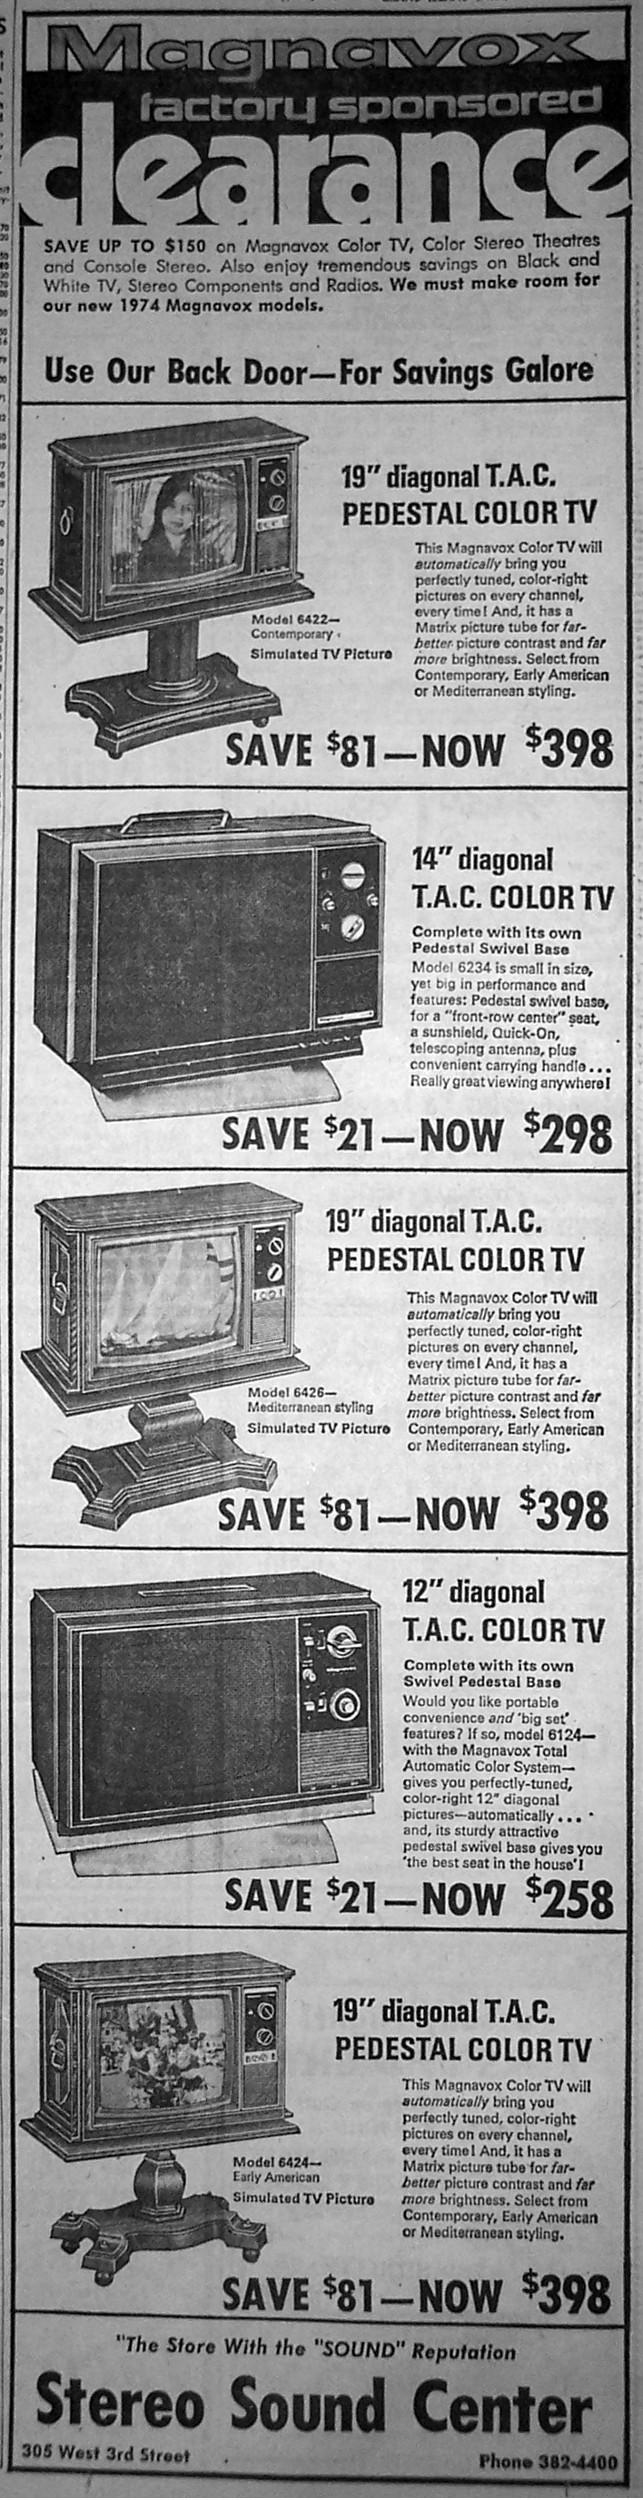 Magnavox
factory sponsored
clearance
SAVE UP TO $150 on Magnavox Color TV, Color Stereo Theatres
and Console Stereo. Also enjoy tremendous savings on Black and
White TV, Stereo Components and Radios. We must make room for
our new 1974 Magnavox models.
Use Our Back Door—For Savings Galore
19" diagonal T.A.C.
PEDESTAL COLOR TV
This Magnavox Color TV will
automatically bring you
perfectly tuned, color-right
pictures on every channel,
every time! And, it has a
Matrix picture tube for far-
better picture contrast and far
more brightness. Select from
Contemporary, Early American
or Mediterranean styling.
Model 6422—
Contemporary
Simulated TV Picture
SAVE $81—NOW $398
14" diagonal
T.A.C. COLOR TV
Complete with its own
Pedestal Swivel Base
Model 6234 is small in size,
yet big in performance and
features: Pedestal swivel base,
for a "front-row center" seat,
a sunshield, Quick-On,
telescoping antenna, plus
convenient carrying handle...
Really great viewing anywhere!
SAVE $21—NOW $298
19" diagonal T.A.C.
PEDESTAL COLOR TV
This Magnavox Color TV will
automatically bring you
perfectly tuned, color-right
pictures on every channel,
every time! And, it has a
Matrix picture tube for far-
better picture contrast and far
more brightness. Select from
Contemporary, Early American
or Mediterranean styling.
Model 6426—
Mediterranean styling
Simulated TV Picture
SAVE $81—NOW $398
12" diagonal
T.A.C. COLOR TV
Complete with its own
Swivel Pedestal Base
Would you like portable
convenience and 'big set'
features? If so, model 6124—
with the Magnavox Total
Automatic Color System—
gives you perfectly-tuned,
color-right 12" diagonal
pictures—automatically...
and, its sturdy attractive
pedestal swivel base gives you
'the best seat in the house'!
SAVE $21—NOW $258
19" diagonal T.A.C.
PEDESTAL COLOR TV
This Magnavox Color TV will
automatically bring you
perfectly tuned, color-right
pictures on every channel,
every time! And, it has a
Matrix picture tube for far-
better picture contrast and far
more brightness. Select from
Contemporary, Early American
or Mediterranean styling.
Model 6424—
Early American
Simulated TV Picture
SAVE $81—NOW $398
"The Store With the "SOUND" Reputation
Stereo Sound Center
305 West 3rd Street
Phone 382-4400